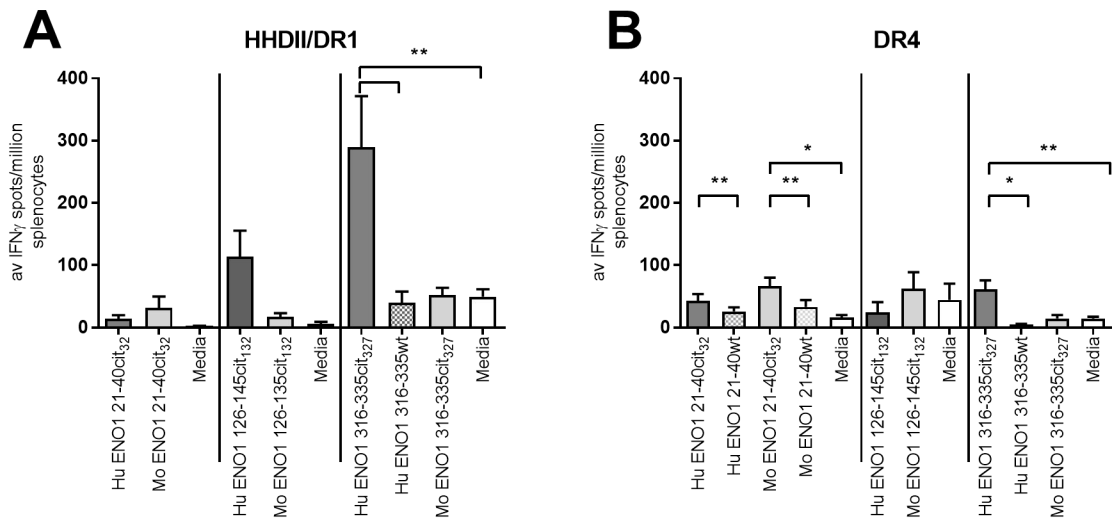 A
HHDII/DR1
av IFNγ spots/million
splenocytes
400
300
200
100
0
**
Hu ENO1 21-40cit32
Mo ENO1 21-40cit32
Media
Hu ENO1 126-145cit132
Mo ENO1 126-135cit132
Media
Hu ENO1 316-335cit327
Hu ENO1 316-335wt
Mo ENO1 316-335cit327
Media
B
DR4
av IFNγ spots/million
splenocytes
400
300
200
100
0
**
*
**
**
*
Hu ENO1 21-40cit32
Hu ENO1 21-40wt
Mo ENO1 21-40cit32
Mo ENO1 21-40wt
Media
Hu ENO1 126-145cit132
Mo ENO1 126-145cit132
Media
Hu ENO1 316-335cit327
Hu ENO1 316-335wt
Mo ENO1 316-335cit327
Media